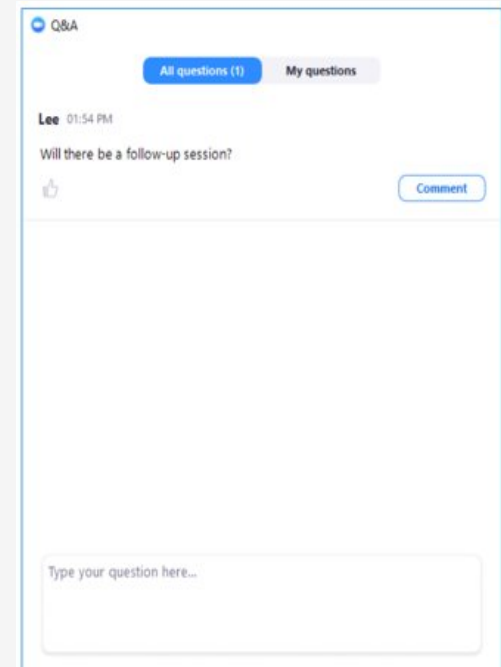 Q&A
All questions (1) My questions
Lee 01:54 PM
Will there be a follow-up session?
Comment
Type your question here...